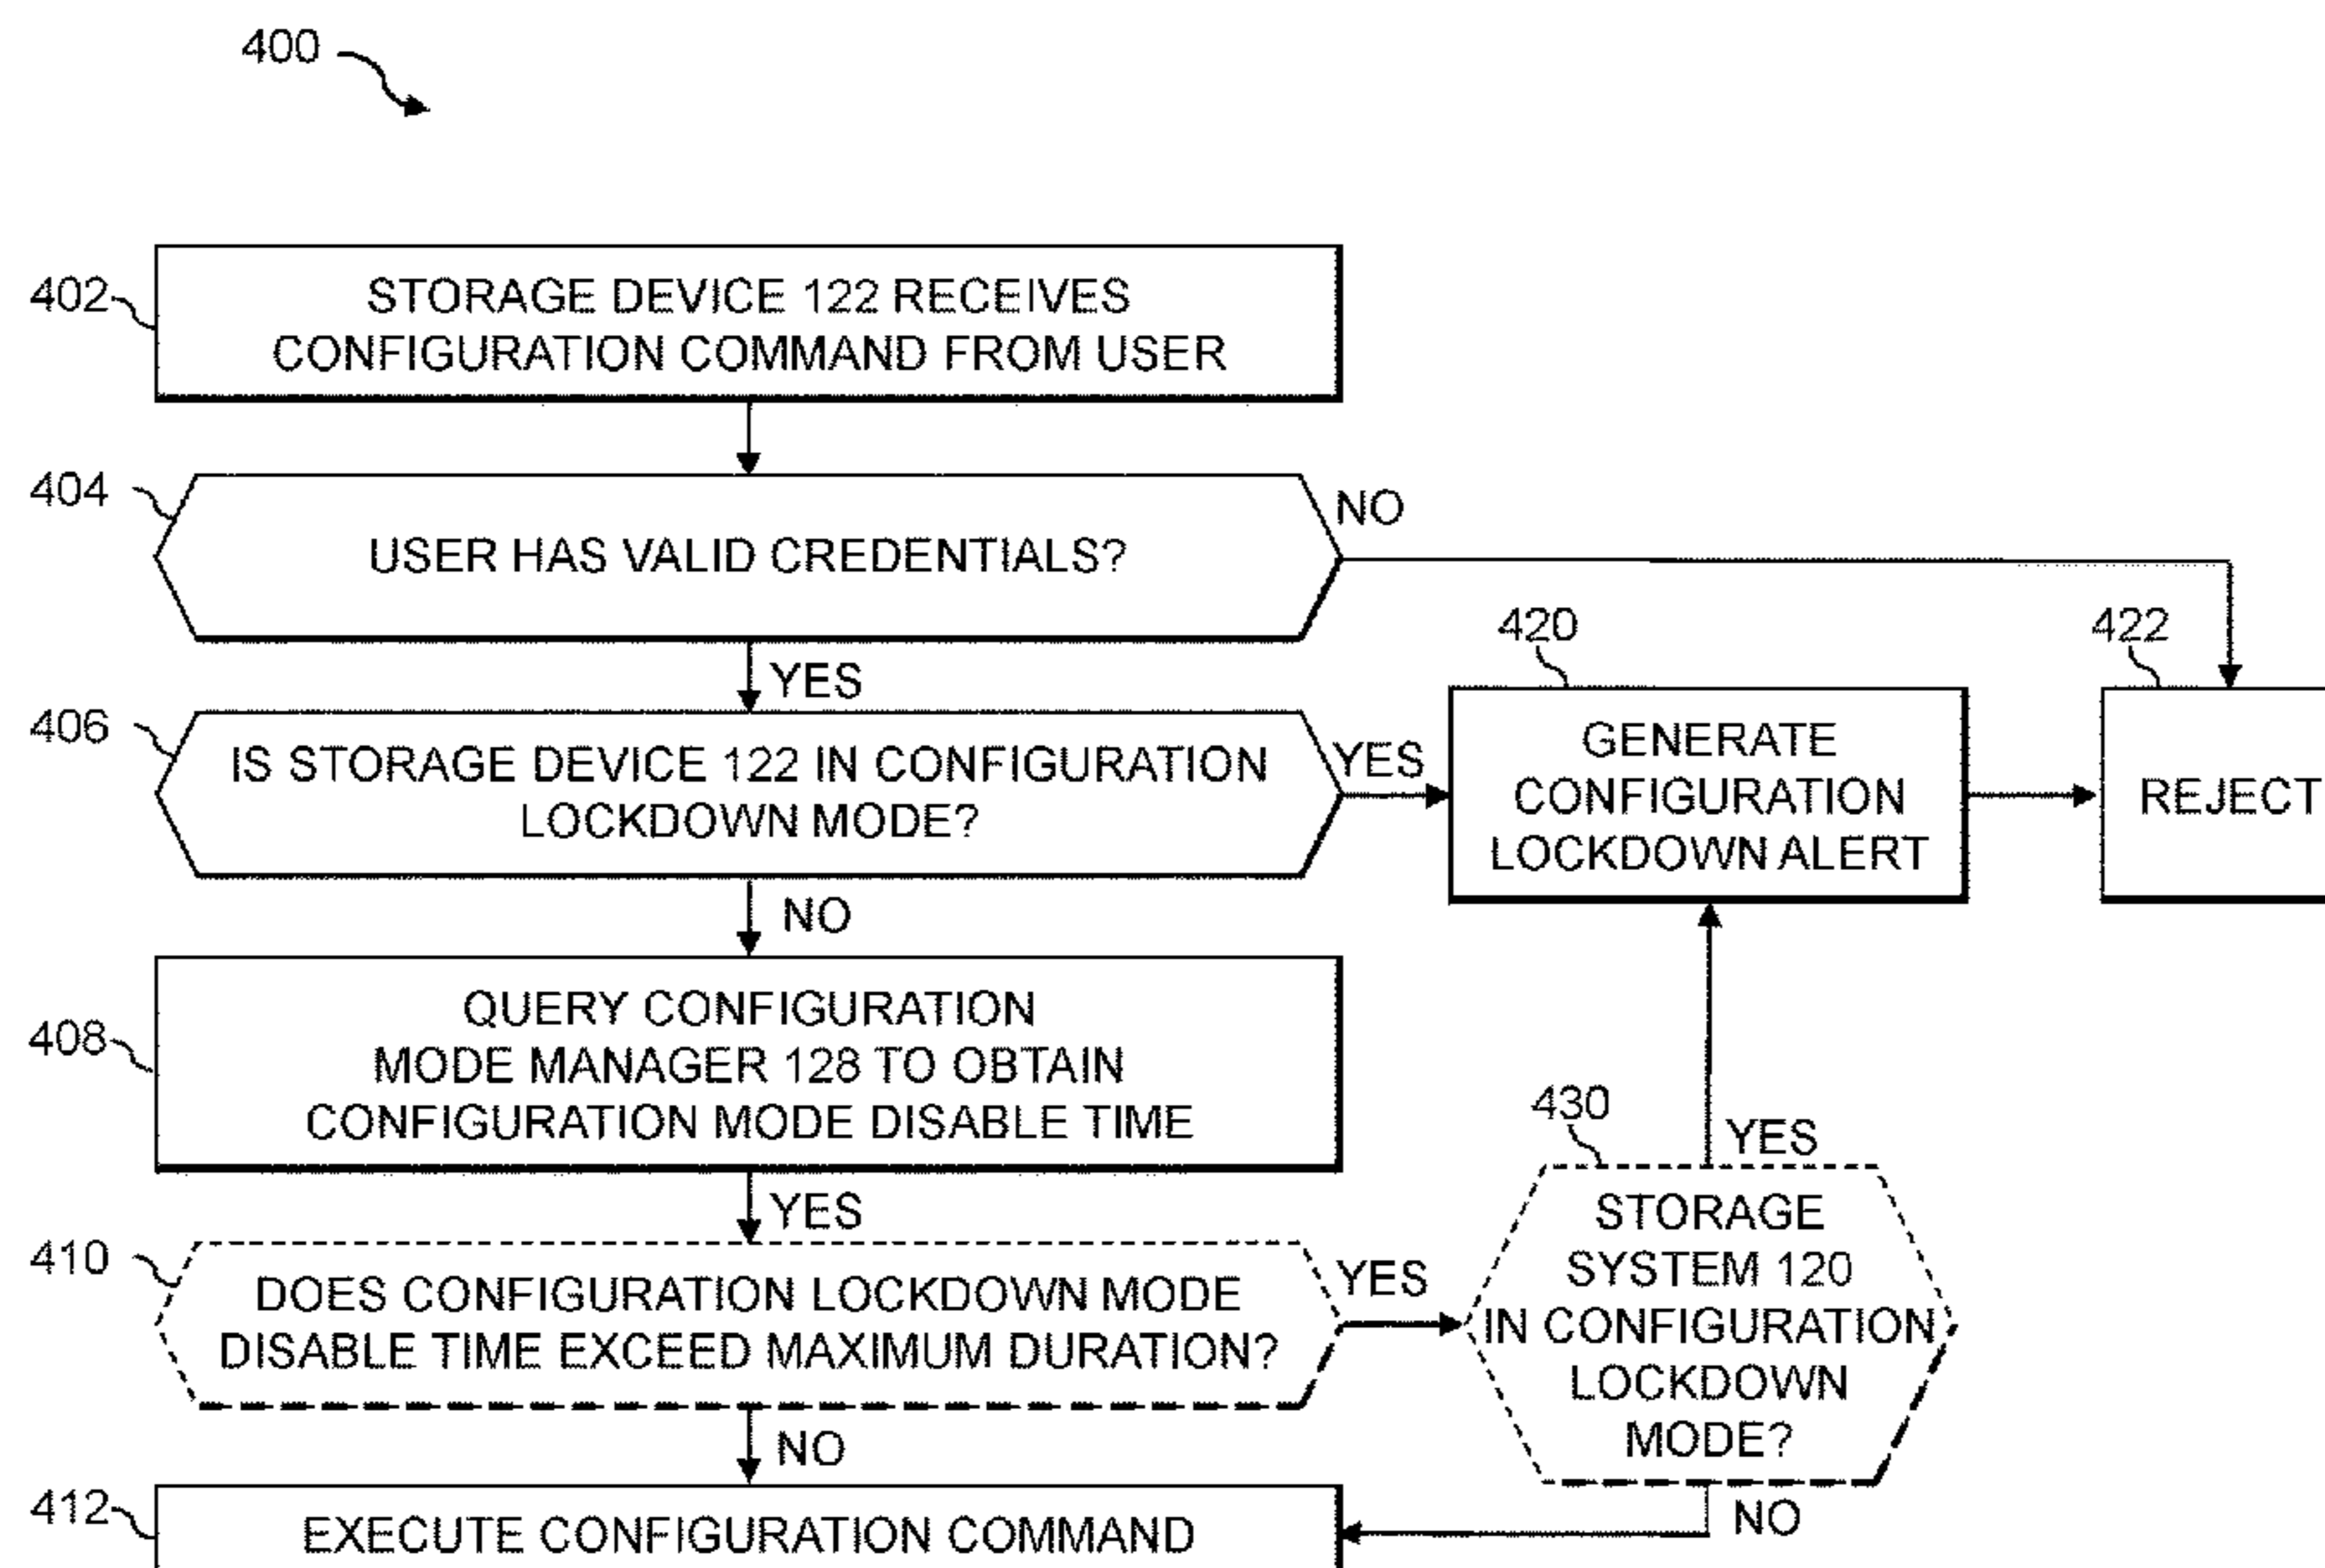 400
402
STORAGE DEVICE 122 RECEIVES
CONFIGURATION COMMAND FROM USER
404
USER HAS VALID CREDENTIALS?
NO
YES
420
422
406
IS STORAGE DEVICE 122 IN CONFIGURATION
LOCKDOWN MODE?
YES
GENERATE
CONFIGURATION
LOCKDOWN ALERT
REJECT
NO
408
QUERY CONFIGURATION
MODE MANAGER 128 TO OBTAIN
CONFIGURATION MODE DISABLE TIME
430
YES
YES
410
DOES CONFIGURATION LOCKDOWN MODE
DISABLE TIME EXCEED MAXIMUM DURATION?
YES
STORAGE
SYSTEM 120
IN CONFIGURATION
LOCKDOWN
MODE?
NO
NO
412
EXECUTE CONFIGURATION COMMAND